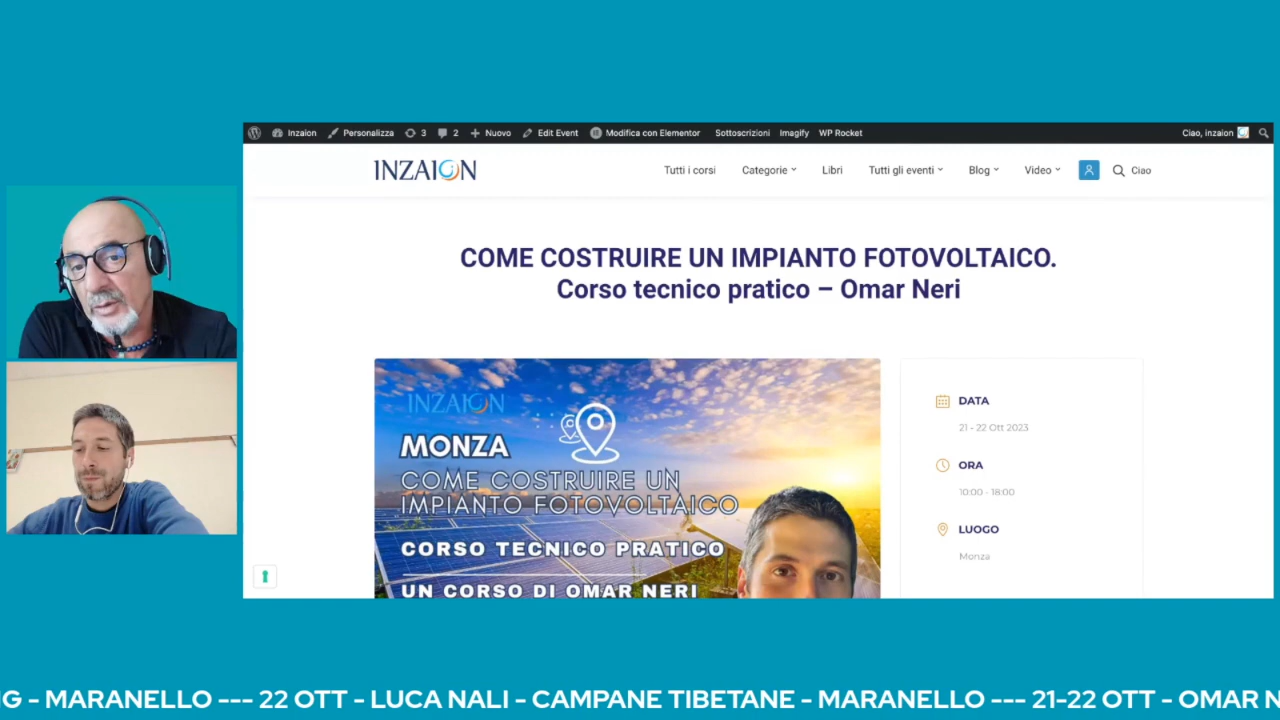 Inzaion Personalizza 3 2 Nuovo Edit Event Modifica con Elementor Sottoscrizioni Imagify WP Rocket Ciao, inzaion
INZAION Tutti i corsi Categorie Libri Tutti gli eventi Blog Video Ciao
COME COSTRUIRE UN IMPIANTO FOTOVOLTAICO.
Corso tecnico pratico – Omar Neri
INZAION
MONZA
COME COSTRUIRE UN
IMPIANTO FOTOVOLTAICO
CORSO TECNICO PRATICO
UN CORSO DI OMAR NERI
DATA
21 - 22 Ott 2023
ORA
10:00 - 18:00
LUOGO
Monza
G - MARANELLO --- 22 OTT - LUCA NALI - CAMPANE TIBETANE - MARANELLO --- 21-22 OTT - OMAR N